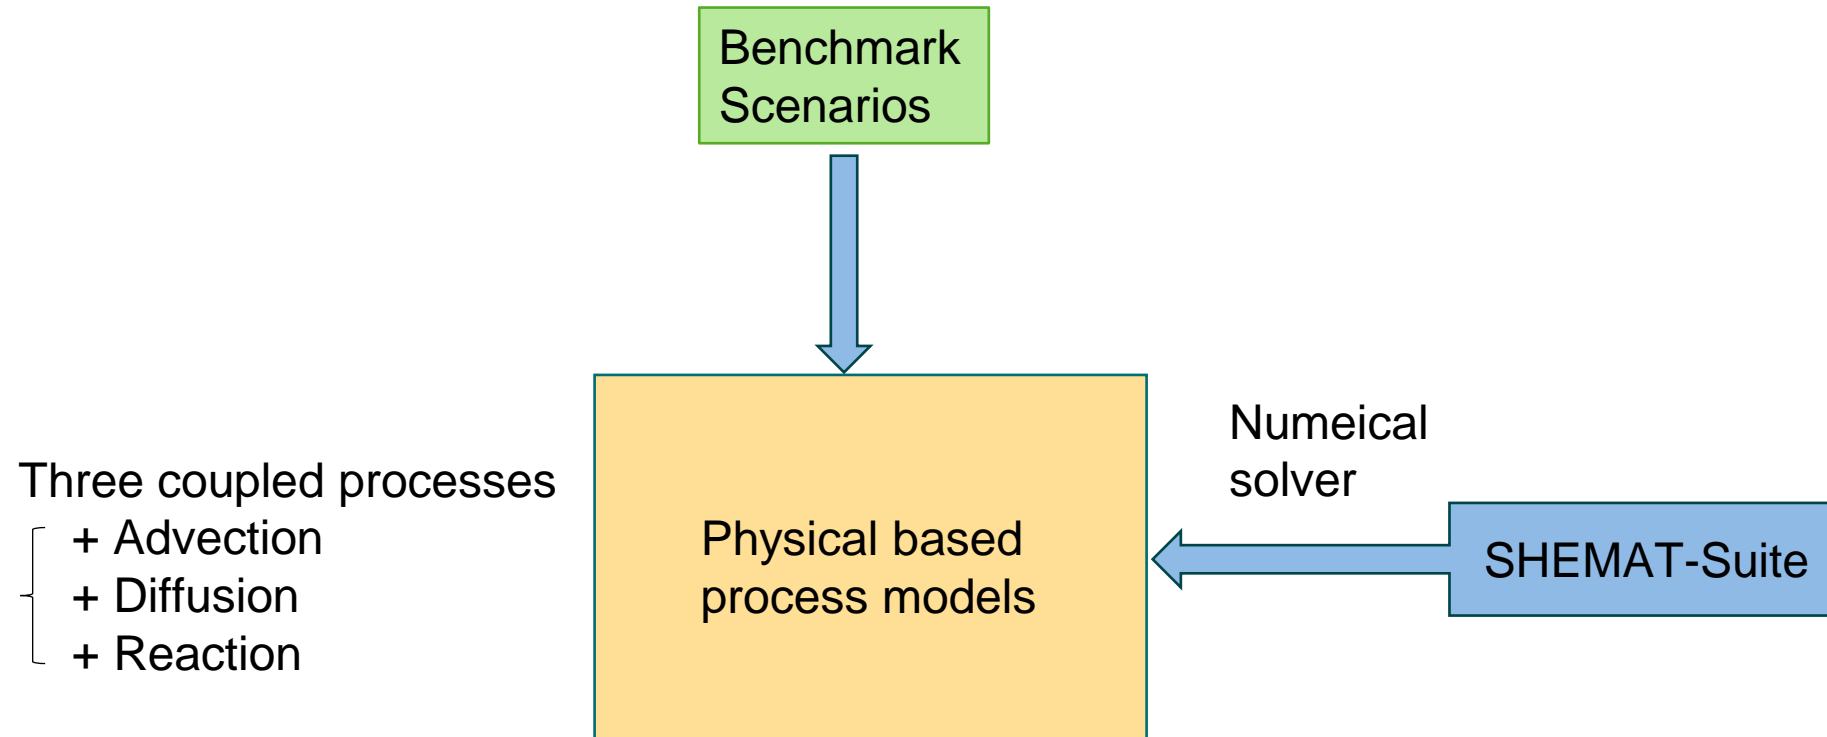 Benchmark
Scenarios
Numeical
solver
Three coupled processes
+ Advection
+ Diffusion
+ Reaction
Physical based
process models
SHEMAT-Suite